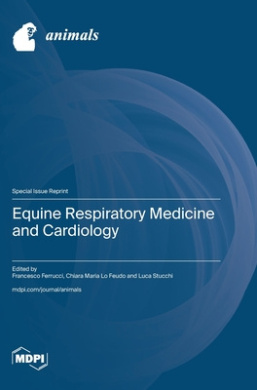 animals
Special Issue Reprint
Equine Respiratory Medicine
and Cardiology
Edited by
Francesco Ferrucci, Chiara Maria Lo Feudo and Luca Stucchi
mdpi.com/journal/animals
MDPI